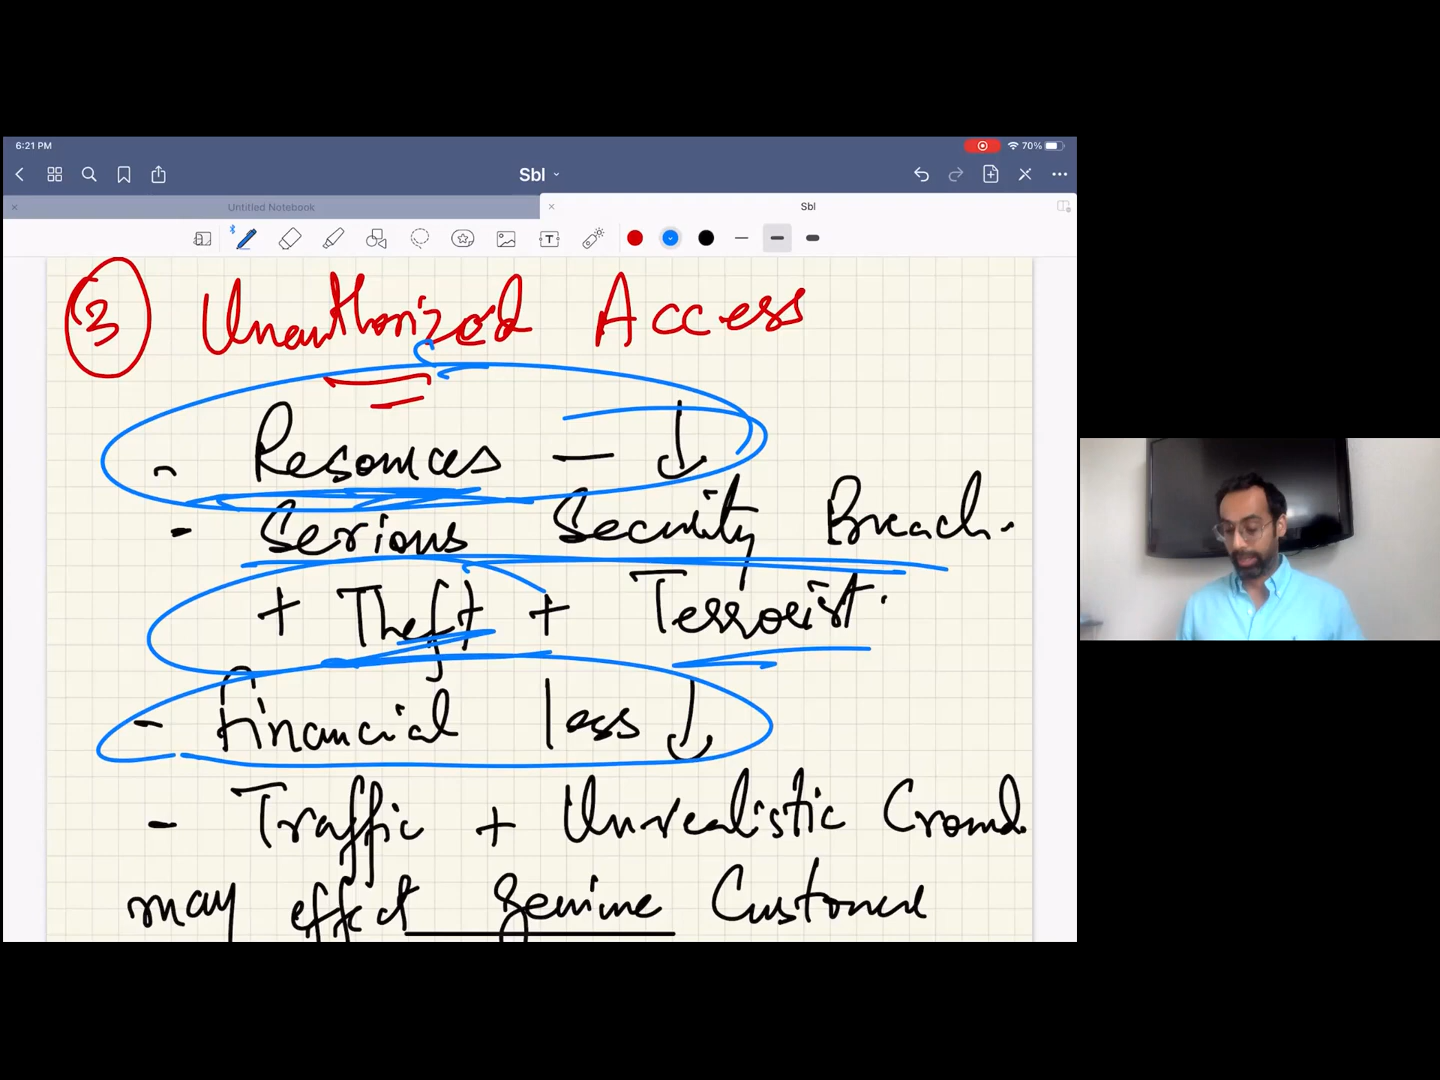 6:21 PM
70%
Sbl
Untitled Notebook
Sbl
3 Unauthorized Access
- Resources — ↓
- Serious Security Breach.
+ Theft + Terrorist.
- Financial loss ↓
- Traffic + Unrealistic Crowd
may effect genuine Customer